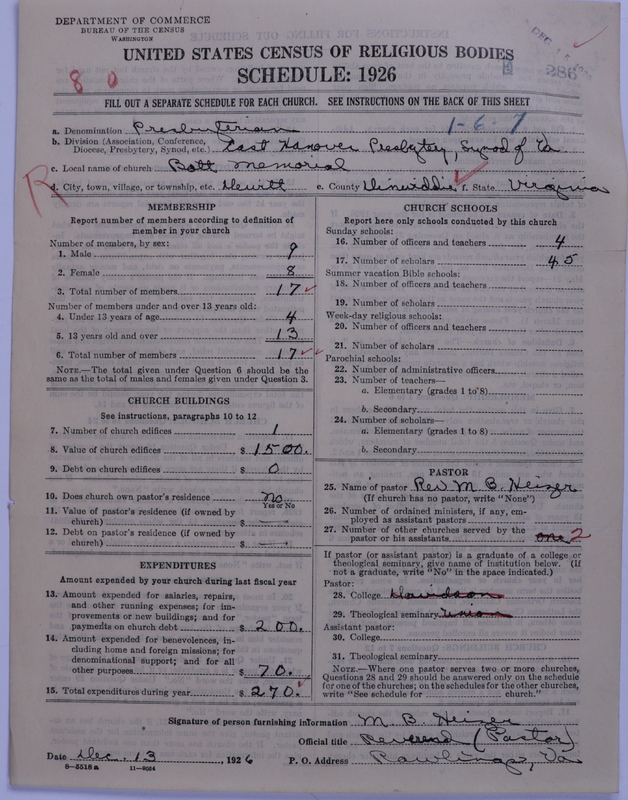 DEPARTMENT OF COMMERCE
BUREAU OF THE CENSUS
WASHINGTON
UNITED STATES CENSUS OF RELIGIOUS BODIES
SCHEDULE: 1926
DEC 15
286
8 0
FILL OUT A SEPARATE SCHEDULE FOR EACH CHURCH. SEE INSTRUCTIONS ON THE BACK OF THIS SHEET
1-6-7
a. Denomination Presbyterian
b. Division (Association, Conference, Diocese, Presbytery, Synod, etc.) East Hanover Presbytery, Synod of Va.
c. Local name of church Bott Memorial
R
d. City, town, village, or township, etc. Hewitt e. County Dinwiddie f. State Virginia
MEMBERSHIP
Report number of members according to definition of member in your church
Number of members, by sex:
1. Male 9
2. Female 8
3. Total number of members 17
Number of members under and over 13 years old:
4. Under 13 years of age 4
5. 13 years old and over 13
6. Total number of members 17
NOTE.—The total given under Question 6 should be the same as the total of males and females given under Question 3.
CHURCH BUILDINGS
See instructions, paragraphs 10 to 12
7. Number of church edifices 1
8. Value of church edifices $ 1500.
9. Debt on church edifices $ 0
10. Does church own pastor's residence no
Yes or No
11. Value of pastor's residence (if owned by church) $ —
12. Debt on pastor's residence (if owned by church) $ —
EXPENDITURES
Amount expended by your church during last fiscal year
13. Amount expended for salaries, repairs, and other running expenses; for improvements or new buildings; and for payments on church debt $ 200.
14. Amount expended for benevolences, including home and foreign missions; for denominational support; and for all other purposes $ 70.
15. Total expenditures during year $ 270.
CHURCH SCHOOLS
Report here only schools conducted by this church
Sunday schools:
16. Number of officers and teachers 4
17. Number of scholars 45
Summer vacation Bible schools:
18. Number of officers and teachers
19. Number of scholars
Week-day religious schools:
20. Number of officers and teachers
21. Number of scholars
Parochial schools:
22. Number of administrative officers
23. Number of teachers—
a. Elementary (grades 1 to 8)
b. Secondary
24. Number of scholars—
a. Elementary (grades 1 to 8)
b. Secondary
PASTOR
25. Name of pastor Rev M. B. Heizer
(If church has no pastor, write "None")
26. Number of ordained ministers, if any, employed as assistant pastors
27. Number of other churches served by the pastor or his assistants one 2
If pastor (or assistant pastor) is a graduate of a college or theological seminary, give name of institution below. (If not a graduate, write "No" in the space indicated.)
Pastor:
28. College Davidson
29. Theological seminary Union
Assistant pastor:
30. College
31. Theological seminary
NOTE.—Where one pastor serves two or more churches, Questions 28 and 29 should be answered only on the schedule for one of the churches; on the schedules for the other churches, write "See schedule for ............ church."
Signature of person furnishing information M. B. Heizer
Official title Reverend (Pastor)
Date Dec. 13, 1926 P. O. Address Rawlings, Va
8—5518a 11—9054